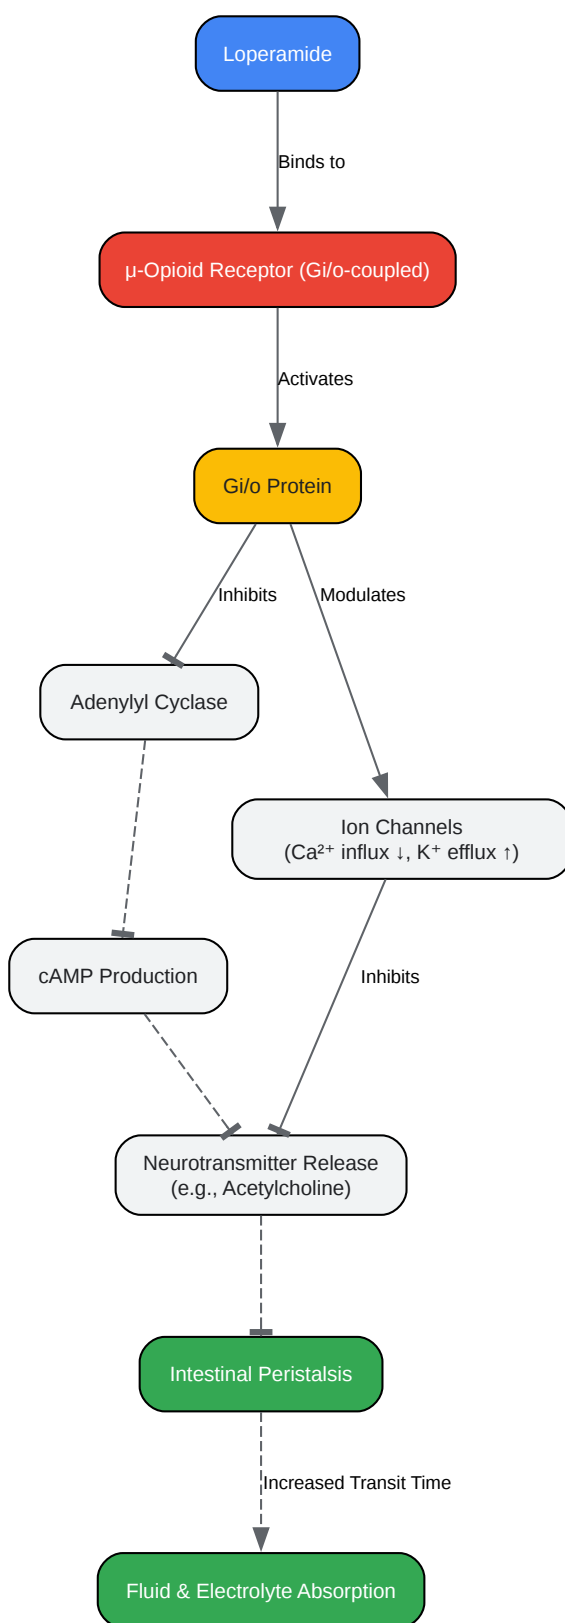 Loperamide
Binds to
μ-Opioid Receptor (Gi/o-coupled)
Activates
Gi/o Protein
Inhibits
Modulates
Adenylyl Cyclase
Ion Channels
(Ca²⁺ influx ↓, K⁺ efflux ↑)
cAMP Production
Inhibits
Neurotransmitter Release
(e.g., Acetylcholine)
Intestinal Peristalsis
Increased Transit Time
Fluid & Electrolyte Absorption